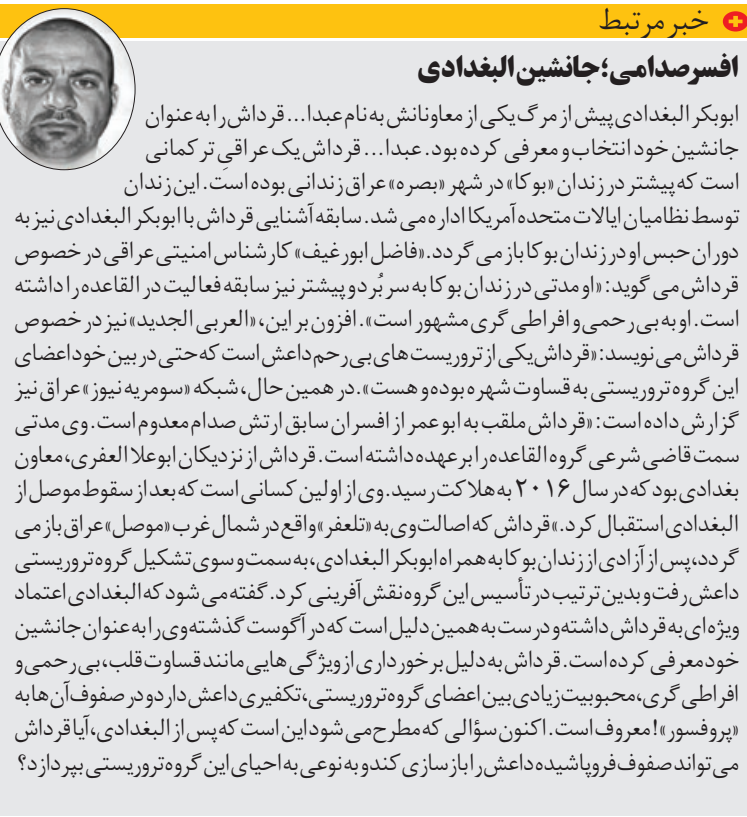 خبر مرتبط
افسر صدامی؛ جانشین البغدادی
ابوبکر البغدادی پیش از مرگ یکی از معاونانش به نام عبدا... قرداش را به عنوان
جانشین خود انتخاب و معرفی کرده بود. عبدا... قرداش یک عراقیِ ترکمانی
است که پیشتر در زندان «بوکا» در شهر «بصره» عراق زندانی بوده است. این زندان
توسط نظامیان ایالات متحده آمریکا اداره می شد. سابقه آشنایی قرداش با ابوبکر البغدادی نیز به
دوران حبس او در زندان بوکا باز می گردد. «فاضل ابورغیف» کارشناس امنیتی عراقی در خصوص
قرداش می گوید: «او مدتی در زندان بوکا به سر بُرد و پیشتر نیز سابقه فعالیت در القاعده را داشته
است. او به بی رحمی و افراطی گری مشهور است». افزون بر این، «العربی الجدید» نیز در خصوص
قرداش می نویسد: «قرداش یکی از تروریست های بی رحم داعش است که حتی در بین خود اعضای
این گروه تروریستی به قساوت شهره بوده و هست». در همین حال، شبکه «سومریه نیوز» عراق نیز
گزارش داده است: «قرداش ملقب به ابوعمر از افسران سابق ارتش صدام معدوم است. وی مدتی
سمت قاضی شرعی گروه القاعده را بر عهده داشته است. قرداش از نزدیکان ابوعلا العفری، معاون
بغدادی بود که در سال ۲۰۱۶ به هلاکت رسید. وی از اولین کسانی است که بعد از سقوط موصل از
البغدادی استقبال کرد.» قرداش که اصالت وی به «تلعفر» واقع در شمال غرب «موصل» عراق باز می
گردد، پس از آزادی از زندان بوکا به همراه ابوبکر البغدادی، به سمت و سوی تشکیل گروه تروریستی
داعش رفت و بدین ترتیب در تأسیس این گروه نقش آفرینی کرد. گفته می شود که البغدادی اعتماد
ویژه ای به قرداش داشته و درست به همین دلیل است که در آگوست گذشته وی را به عنوان جانشین
خود معرفی کرده است. قرداش به دلیل برخورداری از ویژگی هایی مانند قساوت قلب، بی رحمی و
افراطی گری، محبوبیت زیادی بین اعضای گروه تروریستی، تکفیری داعش دارد و در صفوف آن ها به
«پروفسور»! معروف است. اکنون سؤالی که مطرح می شود این است که پس از البغدادی، آیا قرداش
می تواند صفوف فروپاشیده داعش را بازسازی کند و به نوعی به احیای این گروه تروریستی بپردازد؟